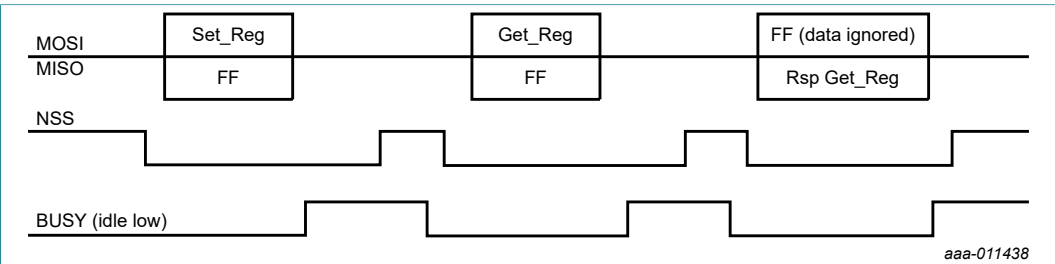 MOSI
Set_Reg
Get_Reg
FF (data ignored)
MISO
FF
FF
Rsp Get_Reg
NSS
BUSY (idle low)
aaa-011438